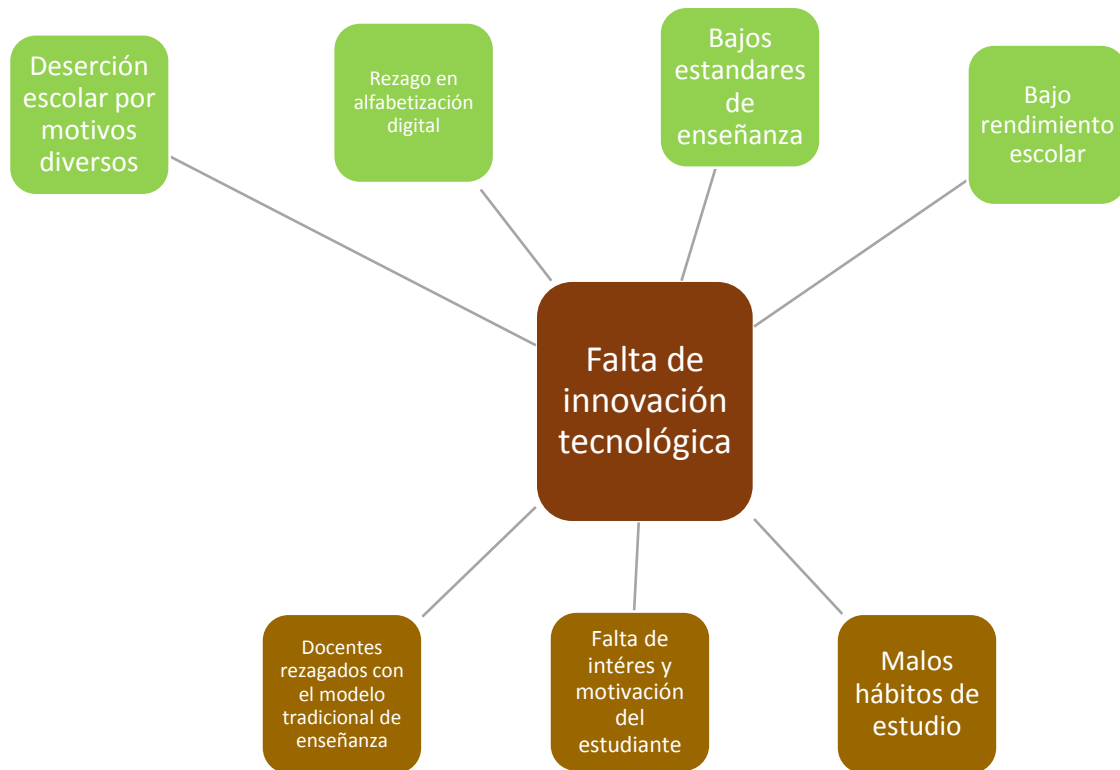 Deserción
escolar por
motivos
diversos
Rezago en
alfabetización
digital
Bajos
estandares
de
enseñanza
Bajo
rendimiento
escolar
Falta de
innovación
tecnológica
Docentes
rezagados con
el modelo
tradicional de
enseñanza
Falta de
intéres y
motivación
del
estudiante
Malos
hábitos de
estudio